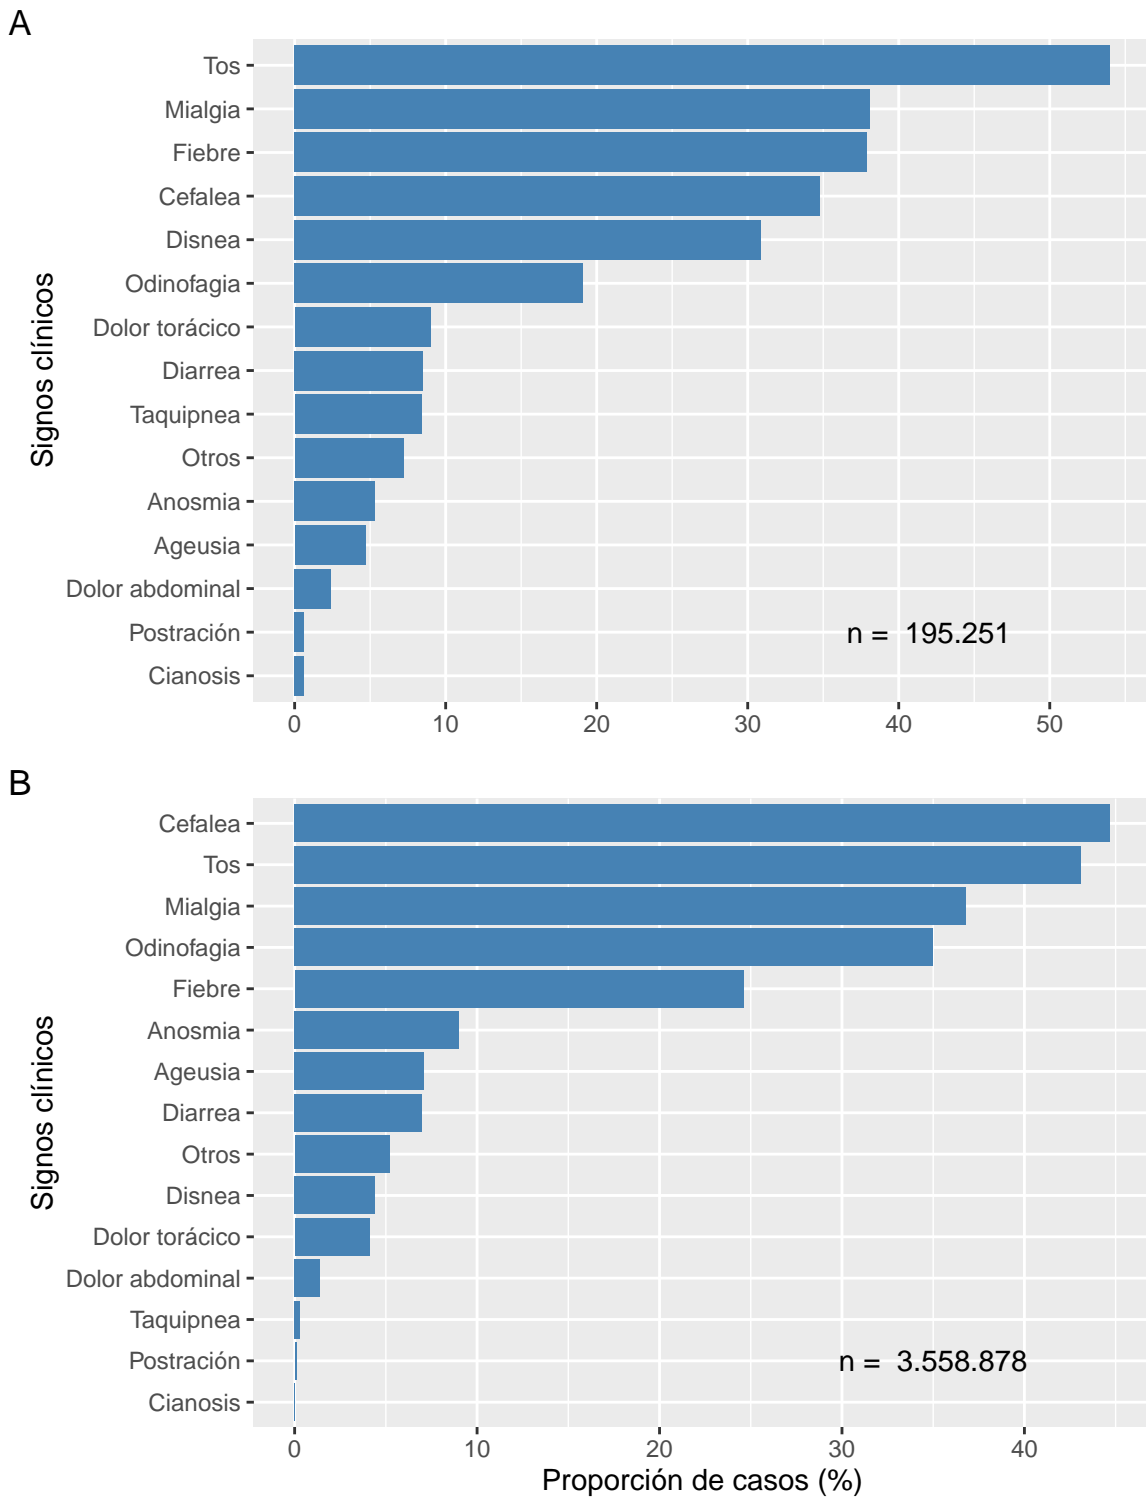 A
Signos clínicos
Tos
Mialgia
Fiebre
Cefalea
Disnea
Odinofagia
Dolor torácico
Diarrea
Taquipnea
Otros
Anosmia
Ageusia
Dolor abdominal
Postración
Cianosis
n =  195.251
0 10 20 30 40 50
B
Signos clínicos
Cefalea
Tos
Mialgia
Odinofagia
Fiebre
Anosmia
Ageusia
Diarrea
Otros
Disnea
Dolor torácico
Dolor abdominal
Taquipnea
Postración
Cianosis
n =  3.558.878
0 10 20 30 40
Proporción de casos (%)